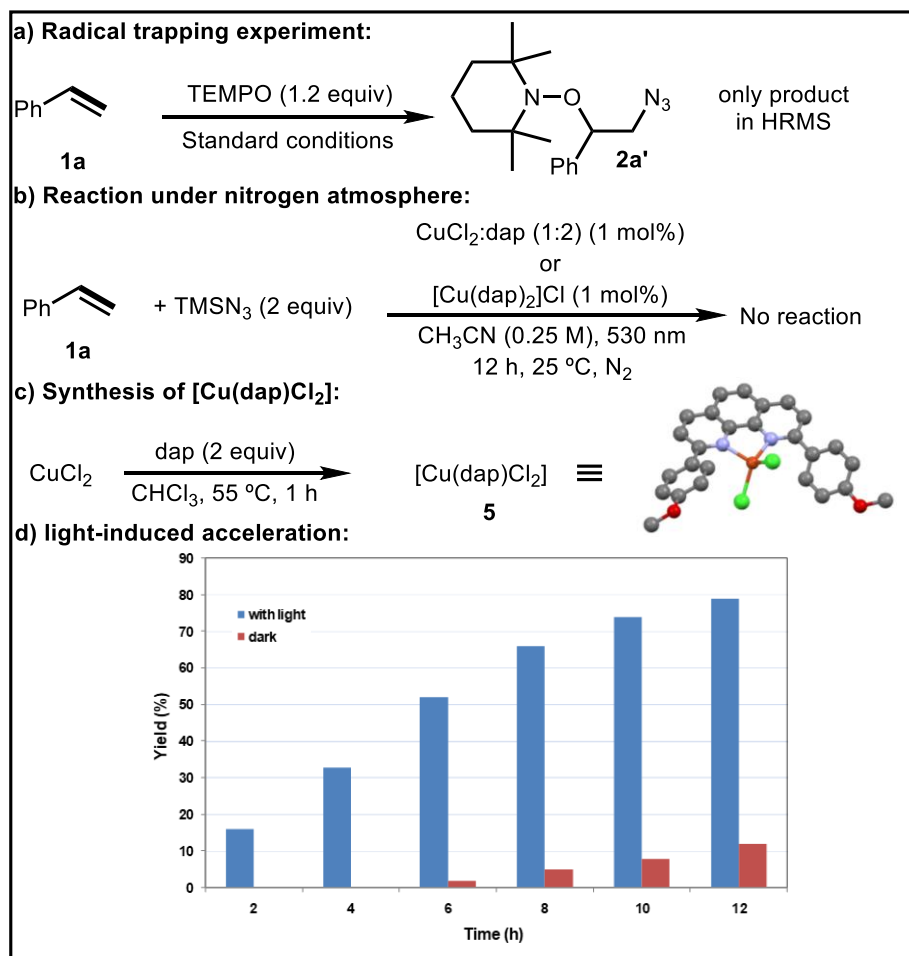 a) Radical trapping experiment:
Ph
1a
TEMPO (1.2 equiv)
Standard conditions
N
O
N3
Ph
2a'
only product
in HRMS
b) Reaction under nitrogen atmosphere:
Ph
1a
+ TMSN3 (2 equiv)
CuCl2:dap (1:2) (1 mol%)
or
[Cu(dap)2]Cl (1 mol%)
CH3CN (0.25 M), 530 nm
12 h, 25 ºC, N2
No reaction
c) Synthesis of [Cu(dap)Cl2]:
CuCl2
dap (2 equiv)
CHCl3, 55 ºC, 1 h
[Cu(dap)Cl2]
5
≡
d) light-induced acceleration:
90
80
70
60
50
40
30
20
10
0
Yield (%)
with light
dark
2 4 6 8 10 12
Time (h)